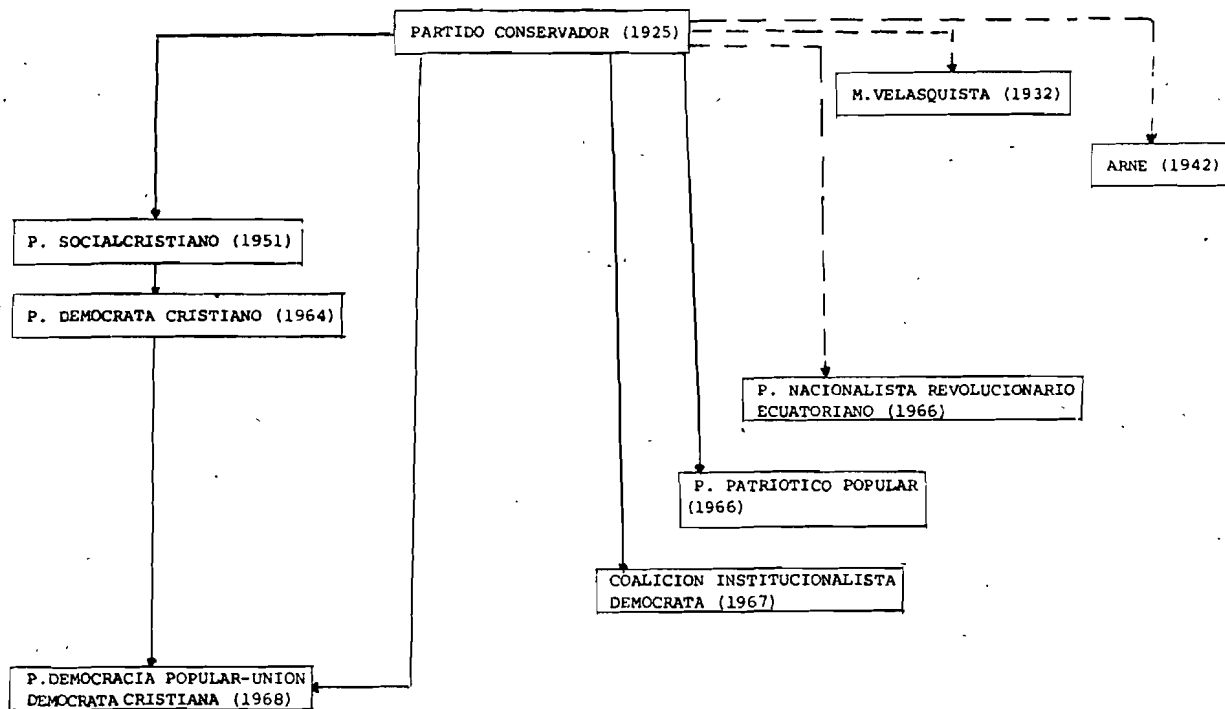 PARTIDO CONSERVADOR (1925)
M.VELASQUISTA (1932)
ARNE (1942)
P. SOCIALCRISTIANO (1951)
P. DEMOCRATA CRISTIANO (1964)
P. NACIONALISTA REVOLUCIONARIO
ECUATORIANO (1966)
P. PATRIOTICO POPULAR
(1966)
COALICION INSTITUCIONALISTA
DEMOCRATA (1967)
P.DEMOCRACIA POPULAR-UNION
DEMOCRATA CRISTIANA (1968)